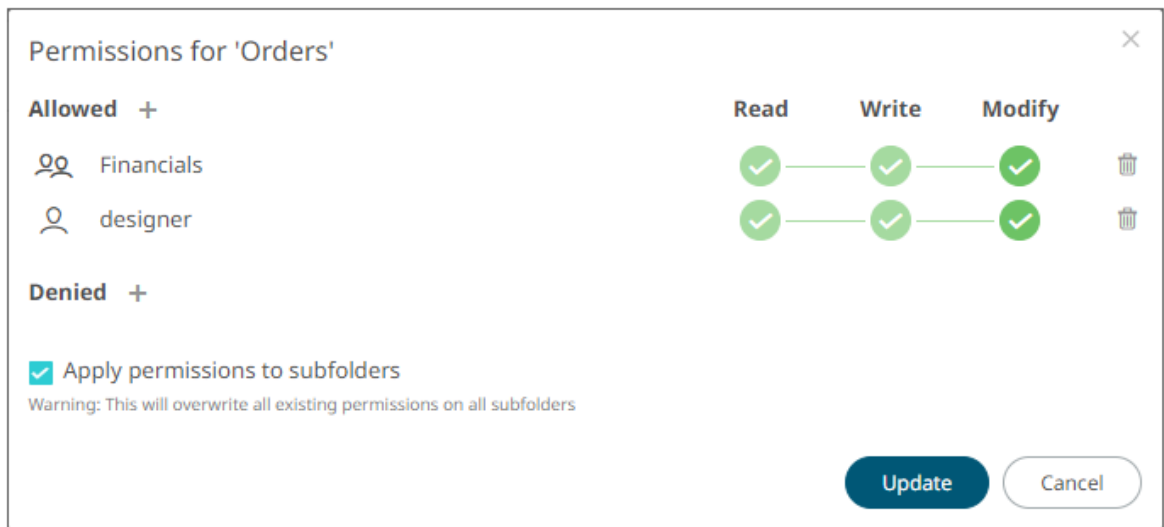 Permissions for 'Orders'
Allowed + Read Write Modify
Financials
designer
Denied +
Apply permissions to subfolders
Warning: This will overwrite all existing permissions on all subfolders
Update Cancel